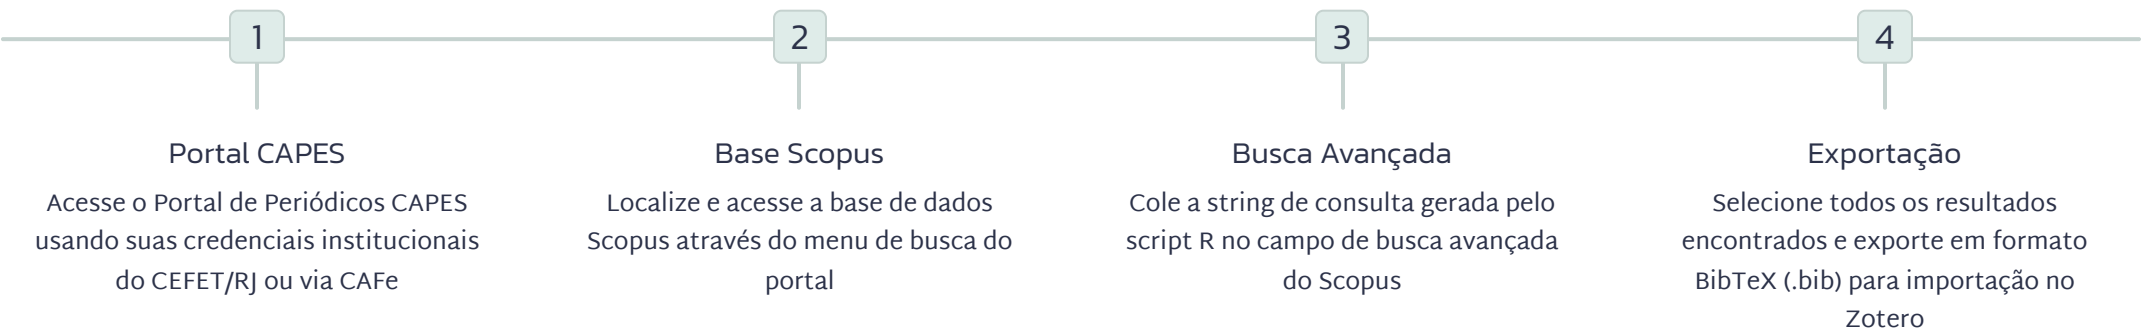 1
Portal CAPES
Acesse o Portal de Periódicos CAPES
usando suas credenciais institucionais
do CEFET/RJ ou via CAFe
2
Base Scopus
Localize e acesse a base de dados
Scopus através do menu de busca do
portal
3
Busca Avançada
Cole a string de consulta gerada pelo
script R no campo de busca avançada
do Scopus
4
Exportação
Selecione todos os resultados
encontrados e exporte em formato
BibTeX (.bib) para importação no
Zotero